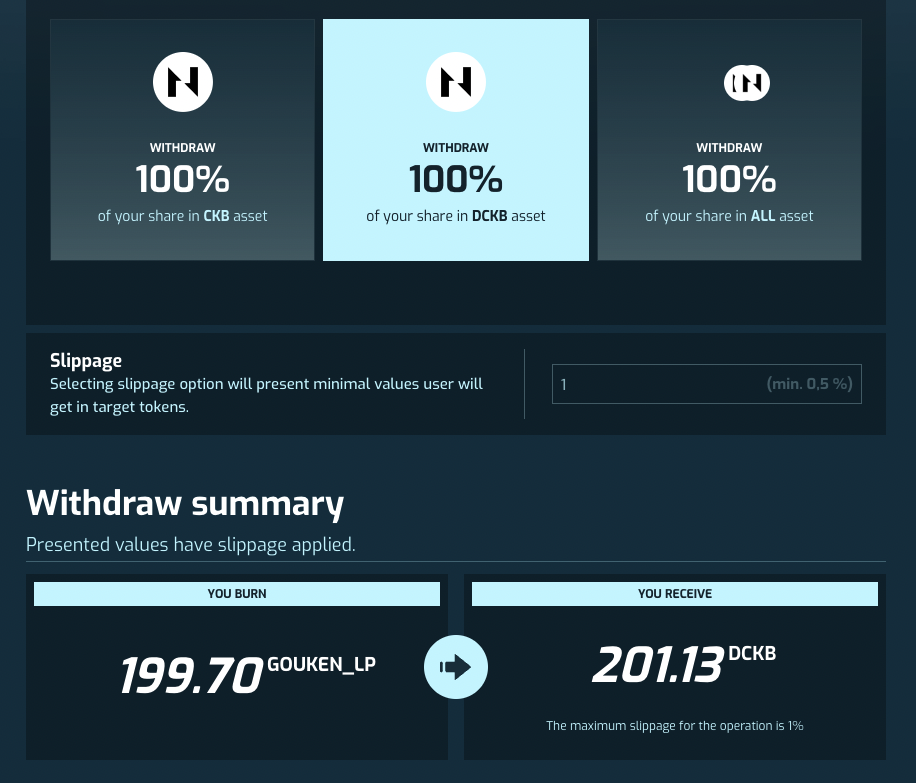 WITHDRAW
100%
of your share in CKB asset
WITHDRAW
100%
of your share in DCKB asset
WITHDRAW
100%
of your share in ALL asset
Slippage
Selecting slippage option will present minimal values user will
get in target tokens.
1 (min. 0,5 %)
Withdraw summary
Presented values have slippage applied.
YOU BURN
199.70 GOUKEN_LP
YOU RECEIVE
201.13 DCKB
The maximum slippage for the operation is 1%